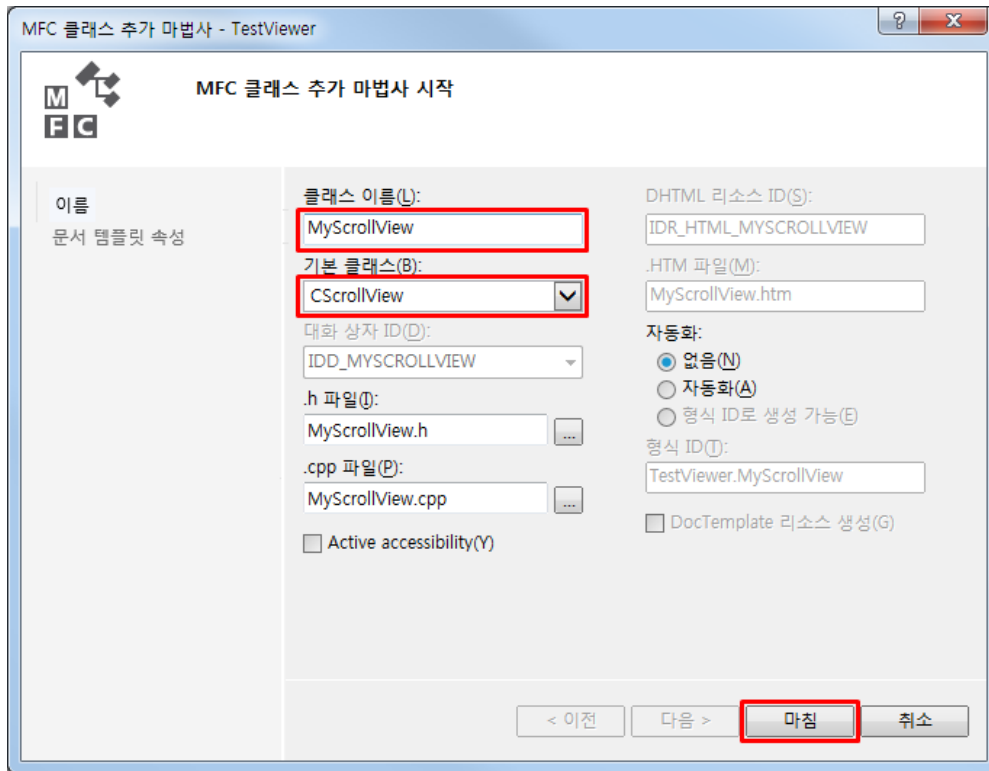 MFC 클래스 추가 마법사 - TestViewer
MFC
MFC 클래스 추가 마법사 시작
이름
문서 템플릿 속성
클래스 이름(L):
MyScrollView
기본 클래스(B):
CScrollView
대화 상자 ID(D):
IDD_MYSCROLLVIEW
.h 파일(I):
MyScrollView.h
...
.cpp 파일(P):
MyScrollView.cpp
...
Active accessibility(Y)
DHTML 리소스 ID(S):
IDR_HTML_MYSCROLLVIEW
.HTM 파일(M):
MyScrollView.htm
자동화:
없음(N)
자동화(A)
형식 ID로 생성 가능(E)
형식 ID(T):
TestViewer.MyScrollView
DocTemplate 리소스 생성(G)
< 이전
다음 >
마침
취소